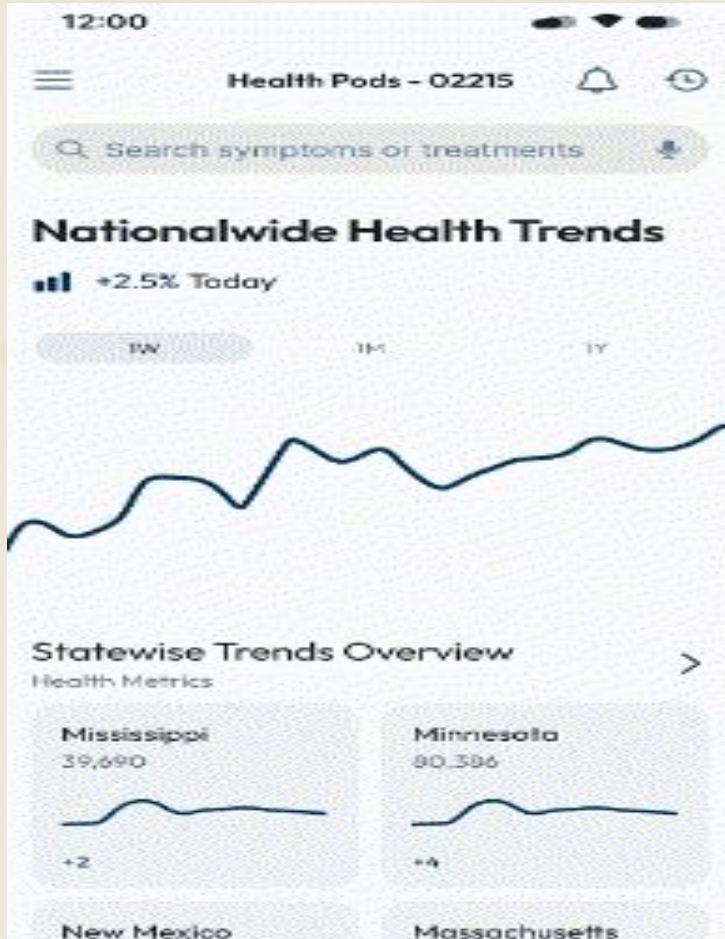 12:00
Health Pods - 02215
Search symptoms or treatments
Nationalwide Health Trends
+2.5% Today
1W 1M 1Y
Statewise Trends Overview
Health Metrics
Mississippi Minnesota
39,690 80,386
+2 +4
New Mexico Massachusetts